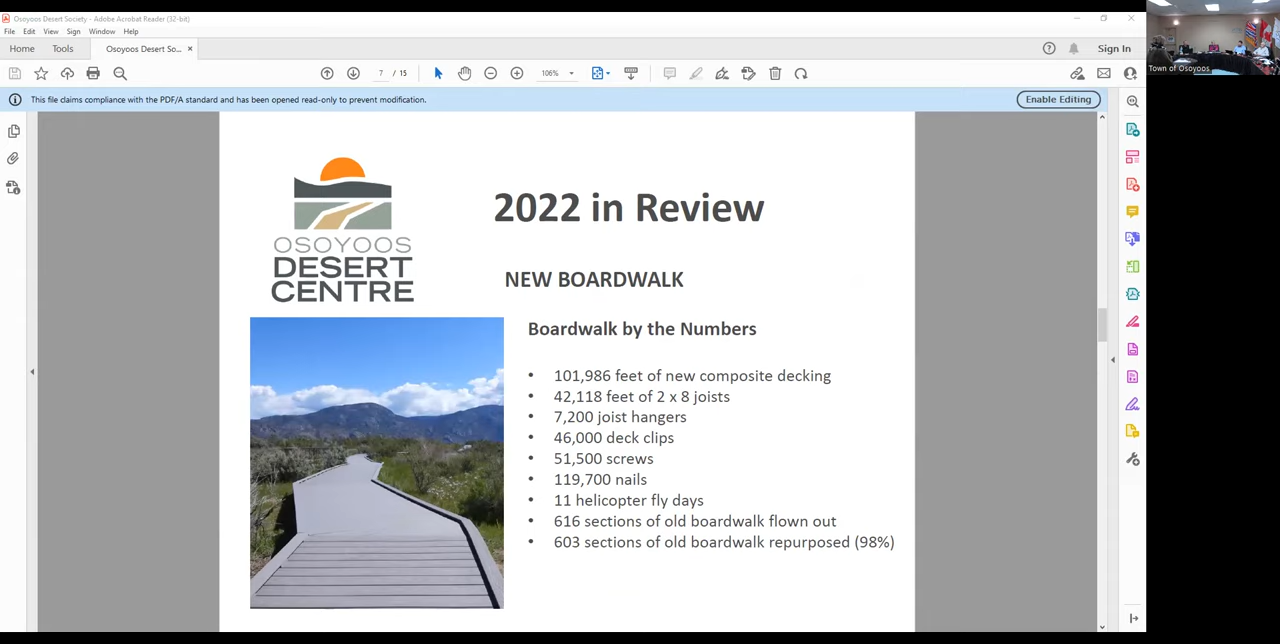 Osoyoos Desert Society - Adobe Acrobat Reader (32-bit)
File Edit View Sign Window Help
Home Tools Osoyoos Desert So... × Sign In
7 / 15 106%
This file claims compliance with the PDF/A standard and has been opened read-only to prevent modification. Enable Editing
Town of Osoyoos
OSOYOOS
DESERT
CENTRE
2022 in Review
NEW BOARDWALK
Boardwalk by the Numbers
• 101,986 feet of new composite decking
• 42,118 feet of 2 x 8 joists
• 7,200 joist hangers
• 46,000 deck clips
• 51,500 screws
• 119,700 nails
• 11 helicopter fly days
• 616 sections of old boardwalk flown out
• 603 sections of old boardwalk repurposed (98%)